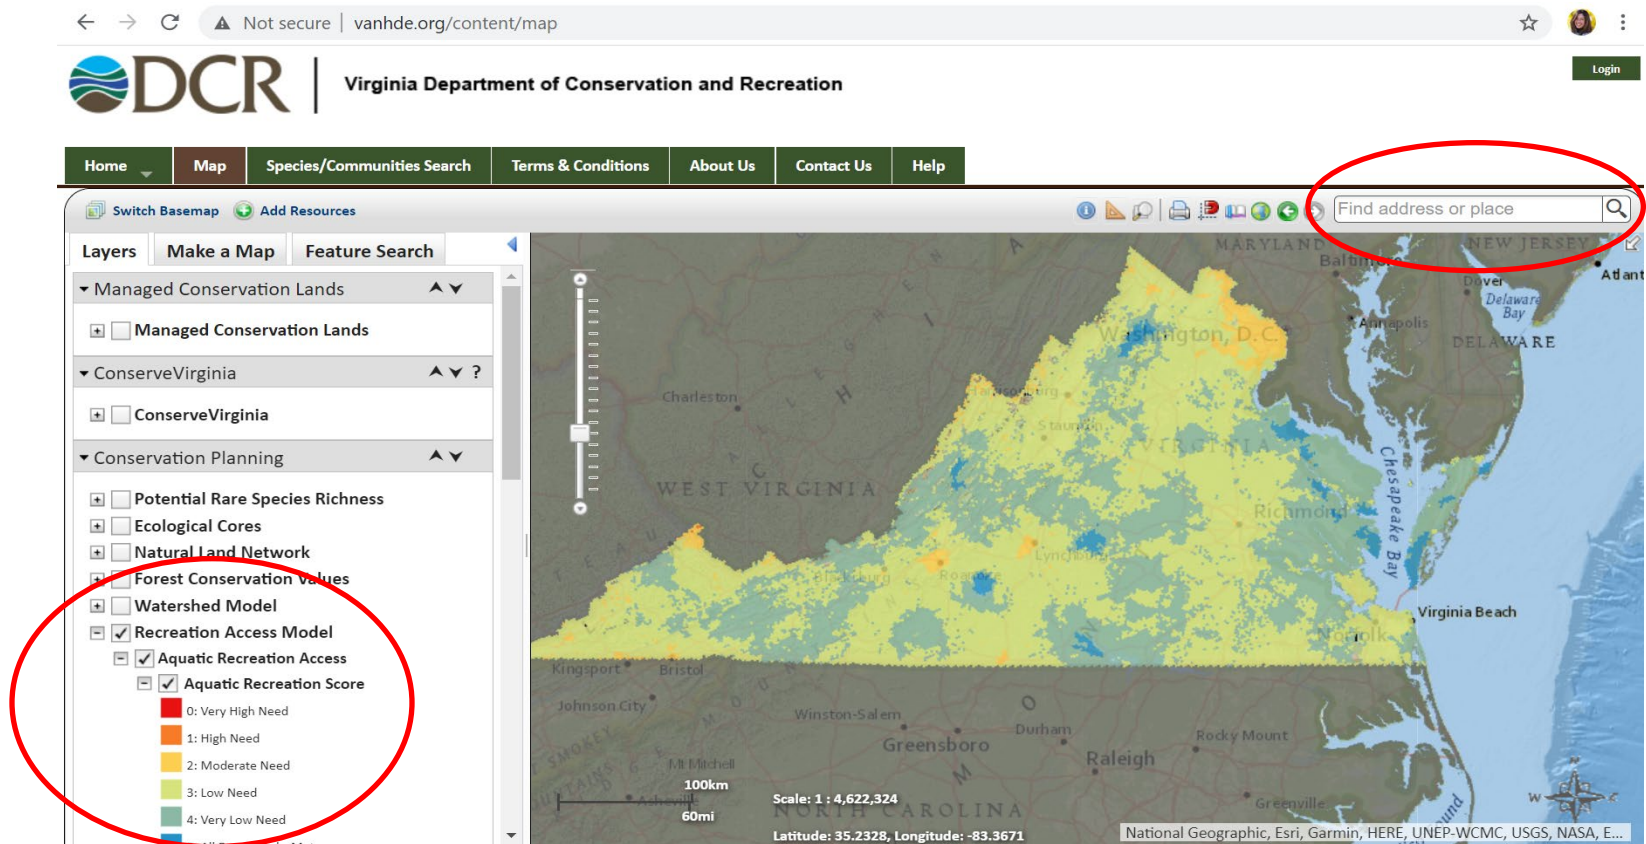 Not secure | vanhde.org/content/map
DCR
Virginia Department of Conservation and Recreation
Login
Home
Map
Species/Communities Search
Terms & Conditions
About Us
Contact Us
Help
Switch Basemap
Add Resources
Find address or place
Layers
Make a Map
Feature Search
Managed Conservation Lands
Managed Conservation Lands
ConserveVirginia ?
ConserveVirginia
Conservation Planning
Potential Rare Species Richness
Ecological Cores
Natural Land Network
Forest Conservation Values
Watershed Model
Recreation Access Model
Aquatic Recreation Access
Aquatic Recreation Score
0: Very High Need
1: High Need
2: Moderate Need
3: Low Need
4: Very Low Need
MARYLAND
NEW JERSEY
Baltimore
Dover
Atlant
Delaware
Bay
Annapolis
Washington, D.C.
DELAWARE
Charleston
Harrisonburg
Staunton
VIRGINIA
WEST VIRGINIA
Richmond
Chesapeake Bay
Lynchburg
Blacksburg
Roanoke
Virginia Beach
Norfolk
Kingsport
Bristol
Johnson City
Winston-Salem
Durham
Rocky Mount
Greensboro
Raleigh
Mt Mitchell
Asheville
Greenville
NORTH CAROLINA
Sound
W
100km
60mi
Scale: 1 : 4,622,324
Latitude: 35.2328, Longitude: -83.3671
National Geographic, Esri, Garmin, HERE, UNEP-WCMC, USGS, NASA, E...